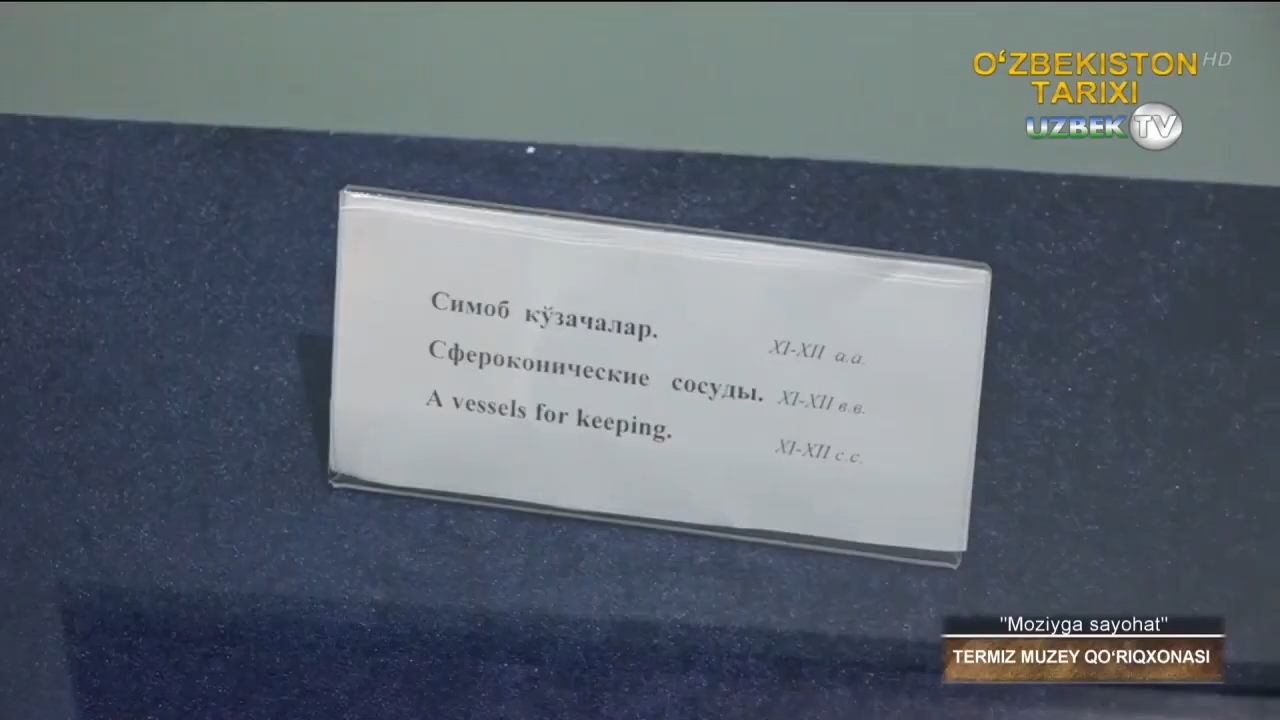 O‘ZBEKISTON HD
TARIXI
UZBEK TV
Симоб кўзачалар. XI-XII а.а.
Сфероконические сосуды. XI-XII в.в.
A vessels for keeping. XI-XII c.c.
"Moziyga sayohat"
TERMIZ MUZEY QO‘RIQXONASI